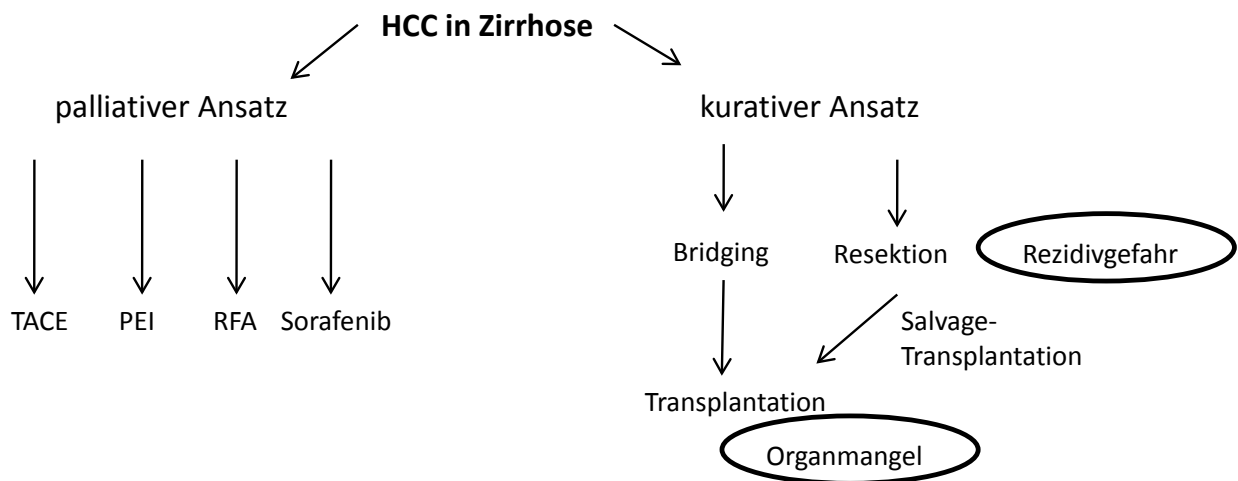 HCC in Zirrhose
palliativer Ansatz
kurativer Ansatz
TACE
PEI
RFA
Sorafenib
Bridging
Resektion
Rezidivgefahr
Salvage-
Transplantation
Transplantation
Organmangel